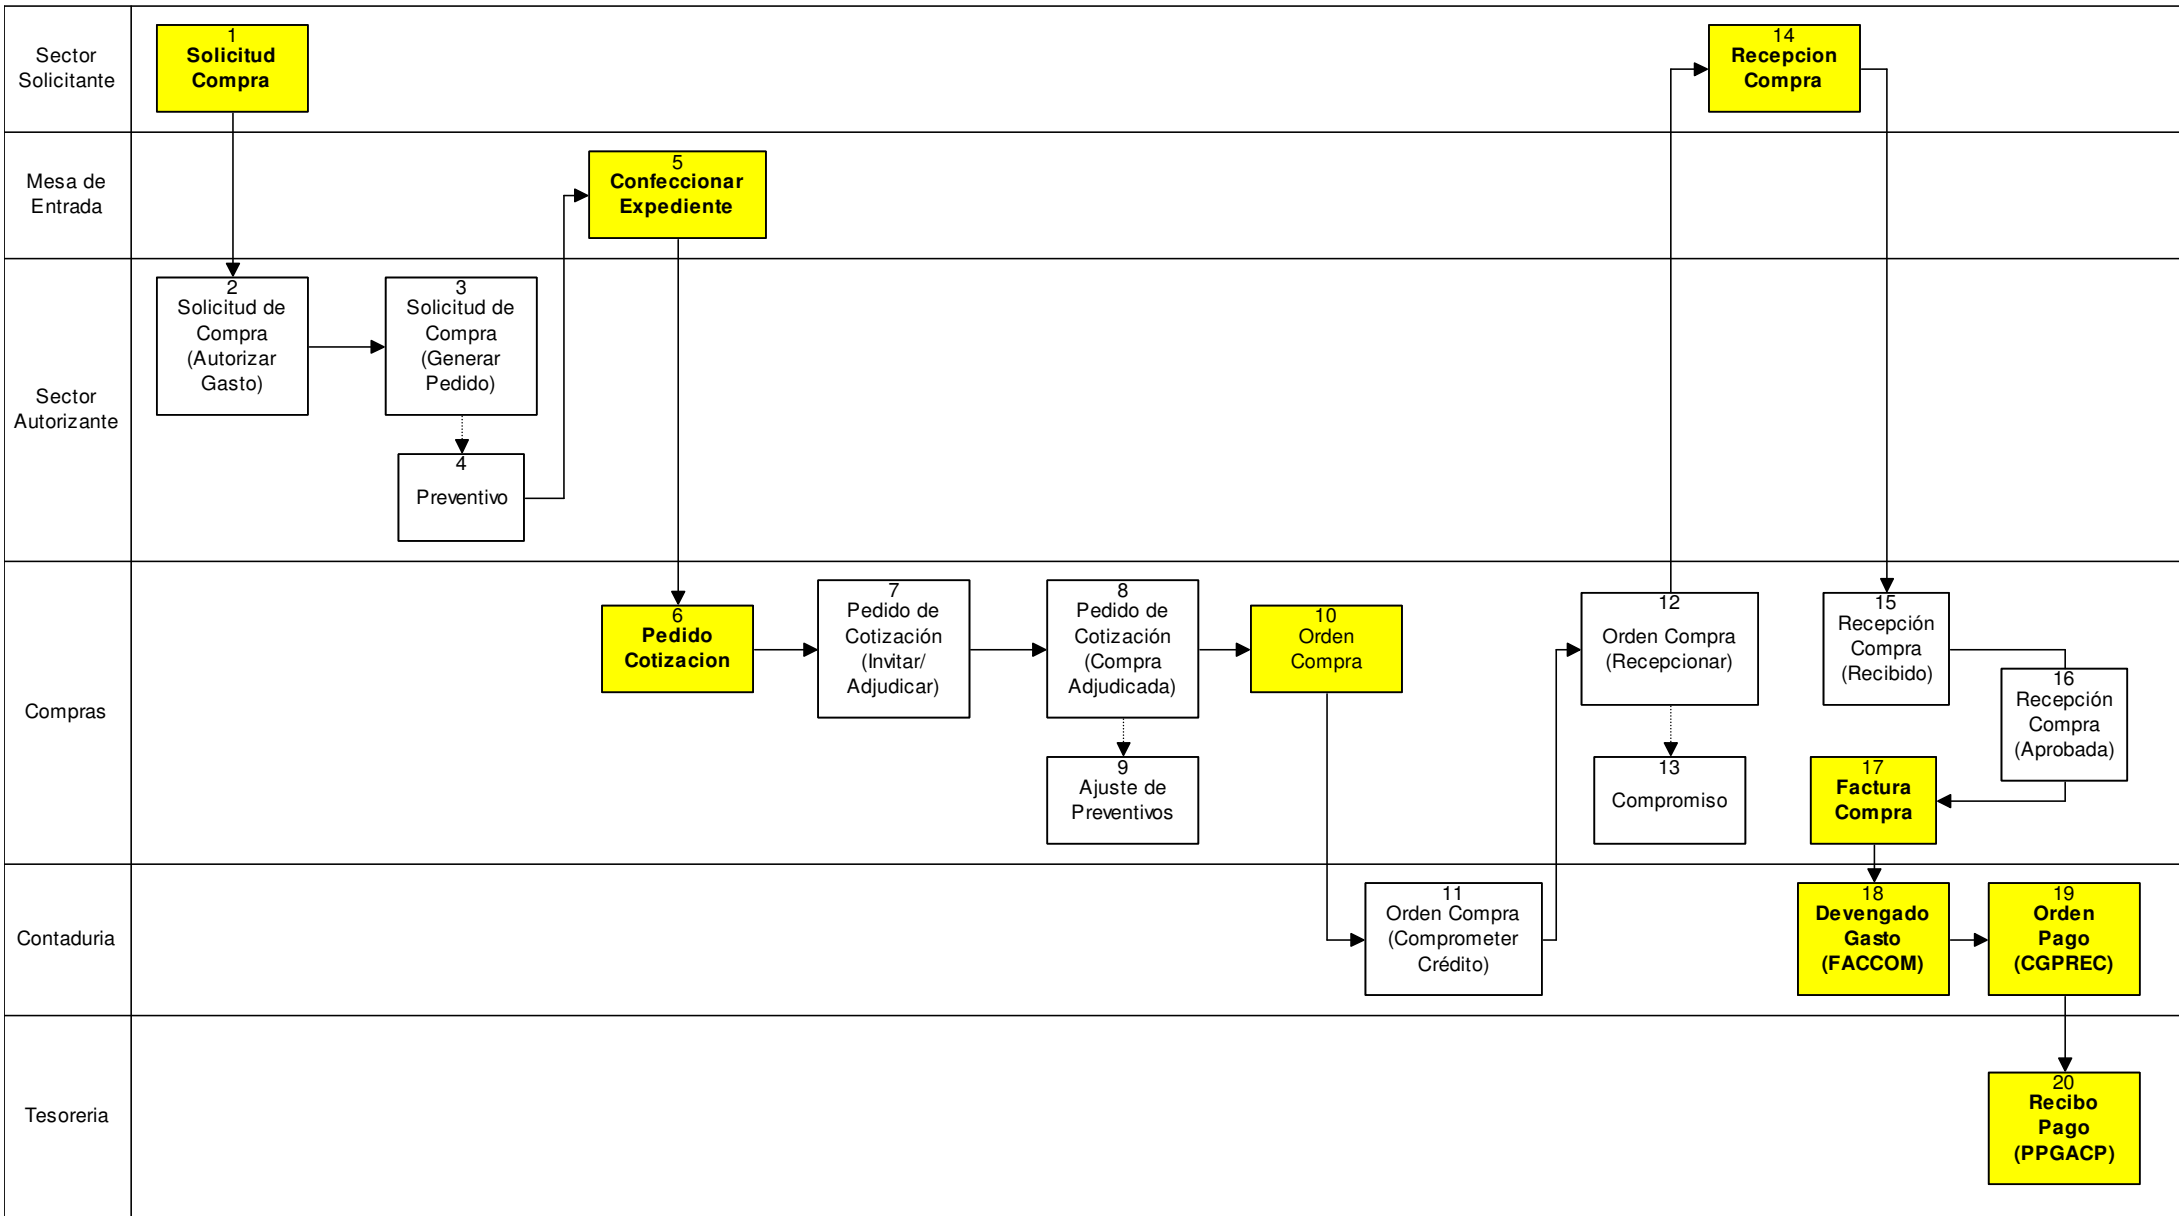 Sector
Solicitante
1
Solicitud
Compra
14
Recepcion
Compra
Mesa de
Entrada
5
Confeccionar
Expediente
Sector
Autorizante
2
Solicitud de
Compra
(Autorizar
Gasto)
3
Solicitud de
Compra
(Generar
Pedido)
4
Preventivo
Compras
6
Pedido
Cotizacion
7
Pedido de
Cotización
(Invitar/
Adjudicar)
8
Pedido de
Cotización
(Compra
Adjudicada)
9
Ajuste de
Preventivos
10
Orden
Compra
12
Orden Compra
(Recepcionar)
13
Compromiso
15
Recepción
Compra
(Recibido)
16
Recepción
Compra
(Aprobada)
17
Factura
Compra
Contaduria
11
Orden Compra
(Comprometer
Crédito)
18
Devengado
Gasto
(FACCOM)
19
Orden
Pago
(CGPREC)
Tesoreria
20
Recibo
Pago
(PPGACP)